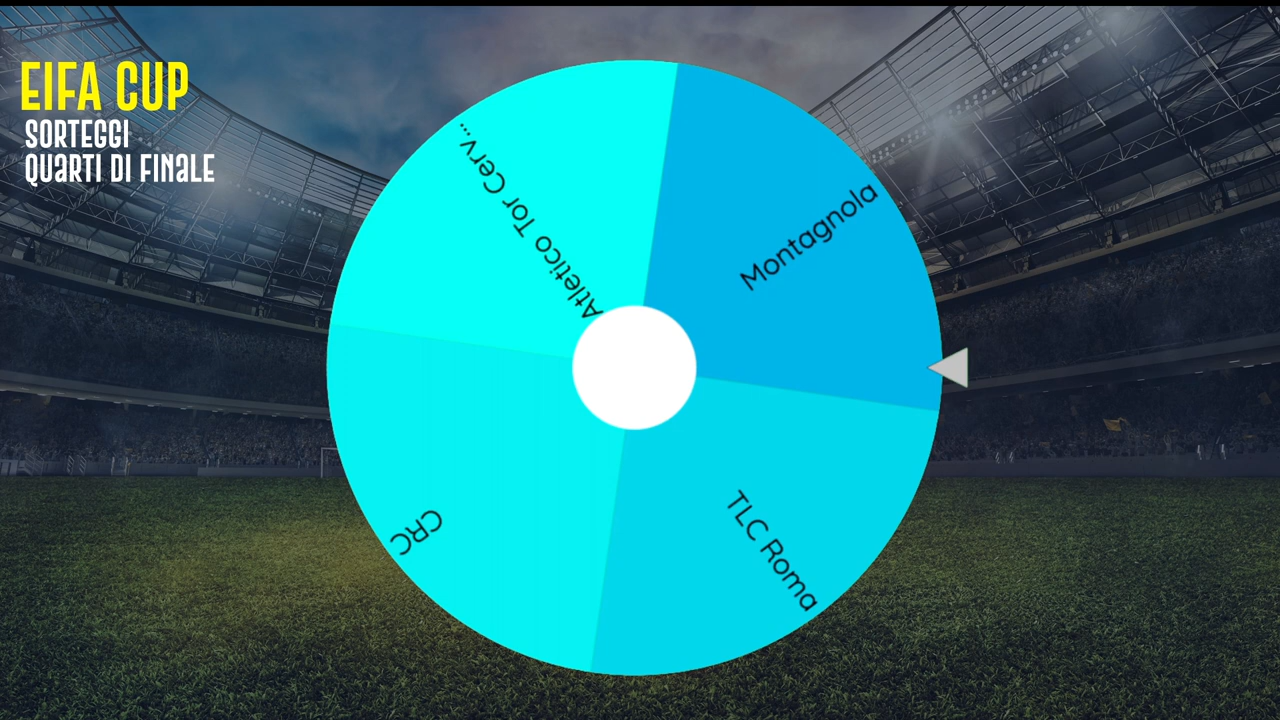 EIFA CUP
SORTEGGI
QUARTI DI FINALE
Atletico Tor Cerv...
Montagnola
CRC
TLC Roma